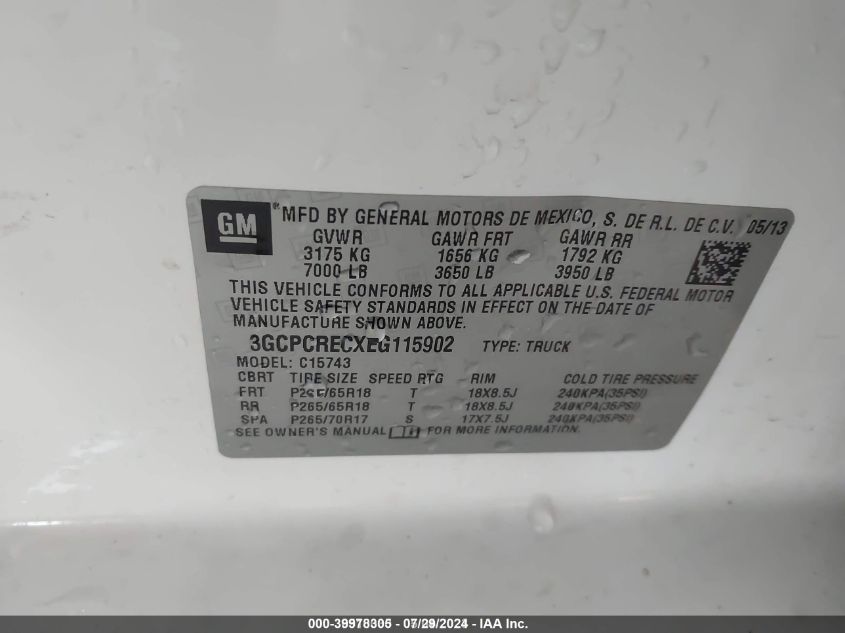 GM ® MFD BY GENERAL MOTORS DE MEXICO, S. DE R.L. DE C.V. 05/13
GVWR GAWR FRT GAWR RR
3175 KG 1656 KG 1792 KG
7000 LB 3650 LB 3950 LB
THIS VEHICLE CONFORMS TO ALL APPLICABLE U.S. FEDERAL MOTOR
VEHICLE SAFETY STANDARDS IN EFFECT ON THE DATE OF
MANUFACTURE SHOWN ABOVE.
3GCPCRECXEG115902 TYPE: TRUCK
MODEL: C15743
CBRT TIRE SIZE SPEED RTG RIM COLD TIRE PRESSURE
FRT P265/65R18 T 18X8.5J 240KPA(35PSI)
RR P265/65R18 T 18X8.5J 240KPA(35PSI)
SPA P265/70R17 S 17X7.5J 240KPA(35PSI)
SEE OWNER'S MANUAL FOR MORE INFORMATION.
000-39978306 - 07/29/2024 - IAA Inc.